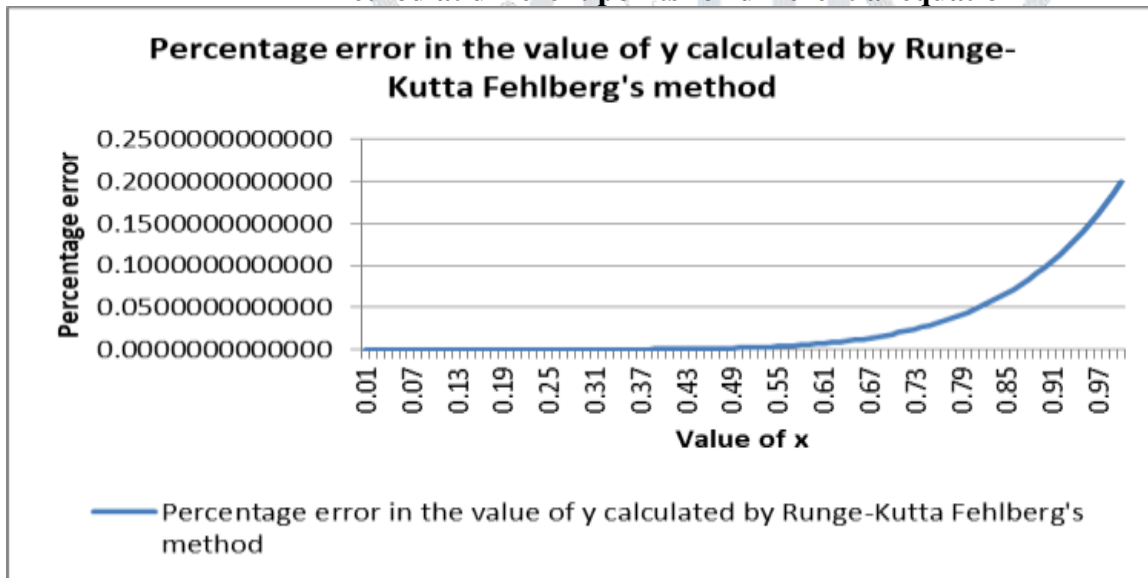 Percentage error in the value of y calculated by Runge-
Kutta Fehlberg's method
Percentage error
0.2500000000000
0.2000000000000
0.1500000000000
0.1000000000000
0.0500000000000
0.0000000000000
0.01 0.07 0.13 0.19 0.25 0.31 0.37 0.43 0.49 0.55 0.61 0.67 0.73 0.79 0.85 0.91 0.97
Value of x
Percentage error in the value of y calculated by Runge-Kutta Fehlberg's
method